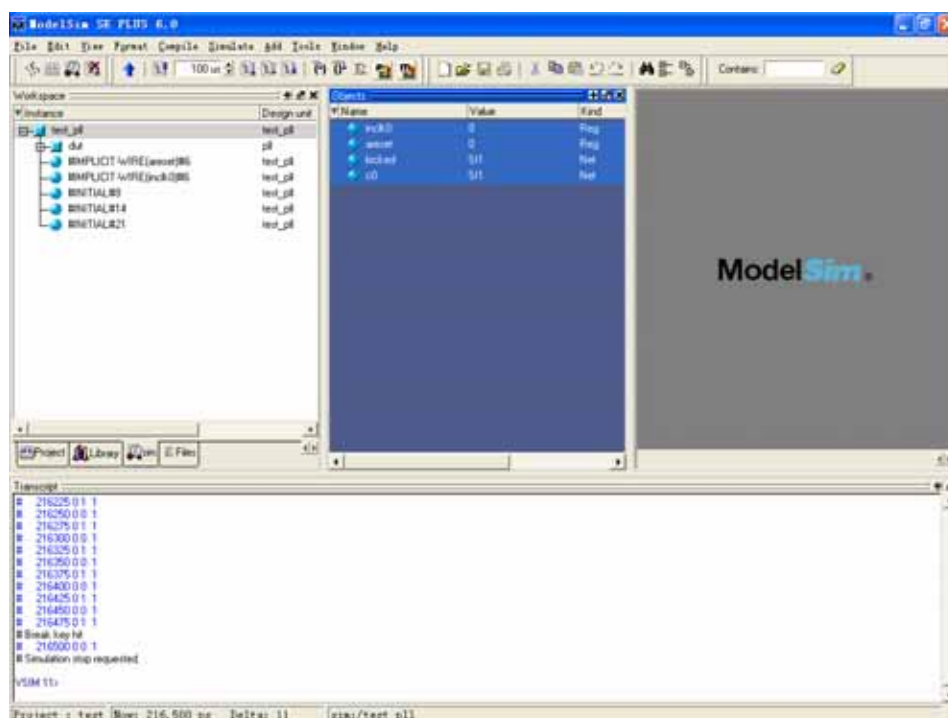 ModelSim SE PLUS 6.0
File Edit View Format Compile Simulate Add Tools Window Help
100 us
Contains:
Workspace
Instance Design unit
test_pll test_pll
dut pll
#IMPLICIT-WIRE(areset)#6 test_pll
#IMPLICIT-WIRE(inclk0)#6 test_pll
#INITIAL#9 test_pll
#INITIAL#14 test_pll
#INITIAL#21 test_pll
Project Library sim Files
Objects
Name Value Kind
inclk0 0 Reg
areset 0 Reg
locked St1 Net
c0 St1 Net
ModelSim
Transcript
# 216225 0 1 1
# 216250 0 0 1
# 216275 0 1 1
# 216300 0 0 1
# 216325 0 1 1
# 216350 0 0 1
# 216375 0 1 1
# 216400 0 0 1
# 216425 0 1 1
# 216450 0 0 1
# 216475 0 1 1
# Break key hit
# 216500 0 0 1
# Simulation stop requested.
VSIM 11>
Project : test Now: 216,500 ps Delta: 11 sim:/test_pll